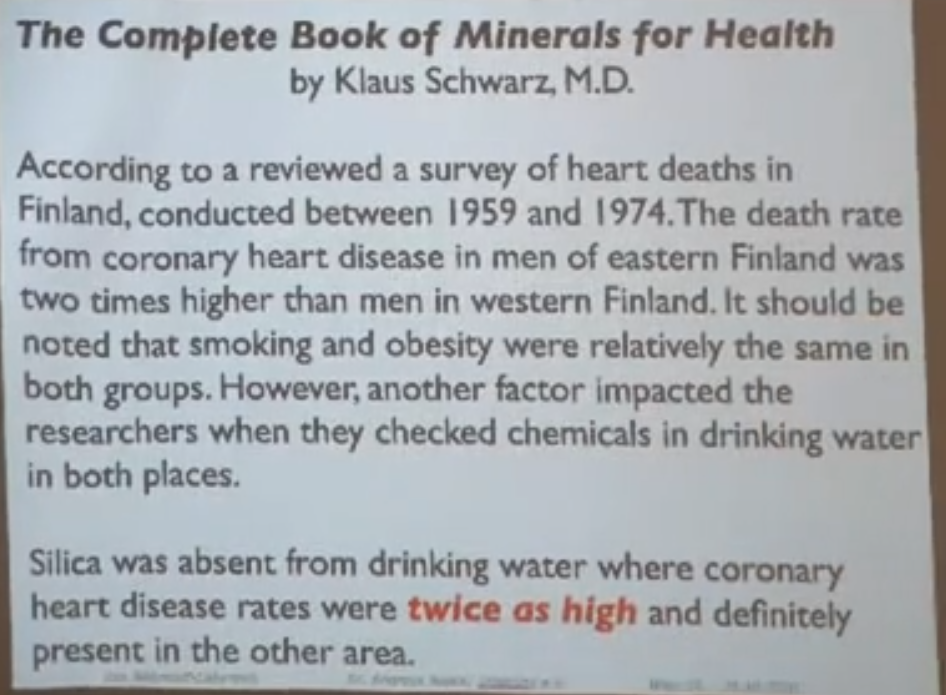 The Complete Book of Minerals for Health
by Klaus Schwarz, M.D.
According to a reviewed a survey of heart deaths in
Finland, conducted between 1959 and 1974. The death rate
from coronary heart disease in men of eastern Finland was
two times higher than men in western Finland. It should be
noted that smoking and obesity were relatively the same in
both groups. However, another factor impacted the
researchers when they checked chemicals in drinking water
in both places.
Silica was absent from drinking water where coronary
heart disease rates were twice as high and definitely
present in the other area.